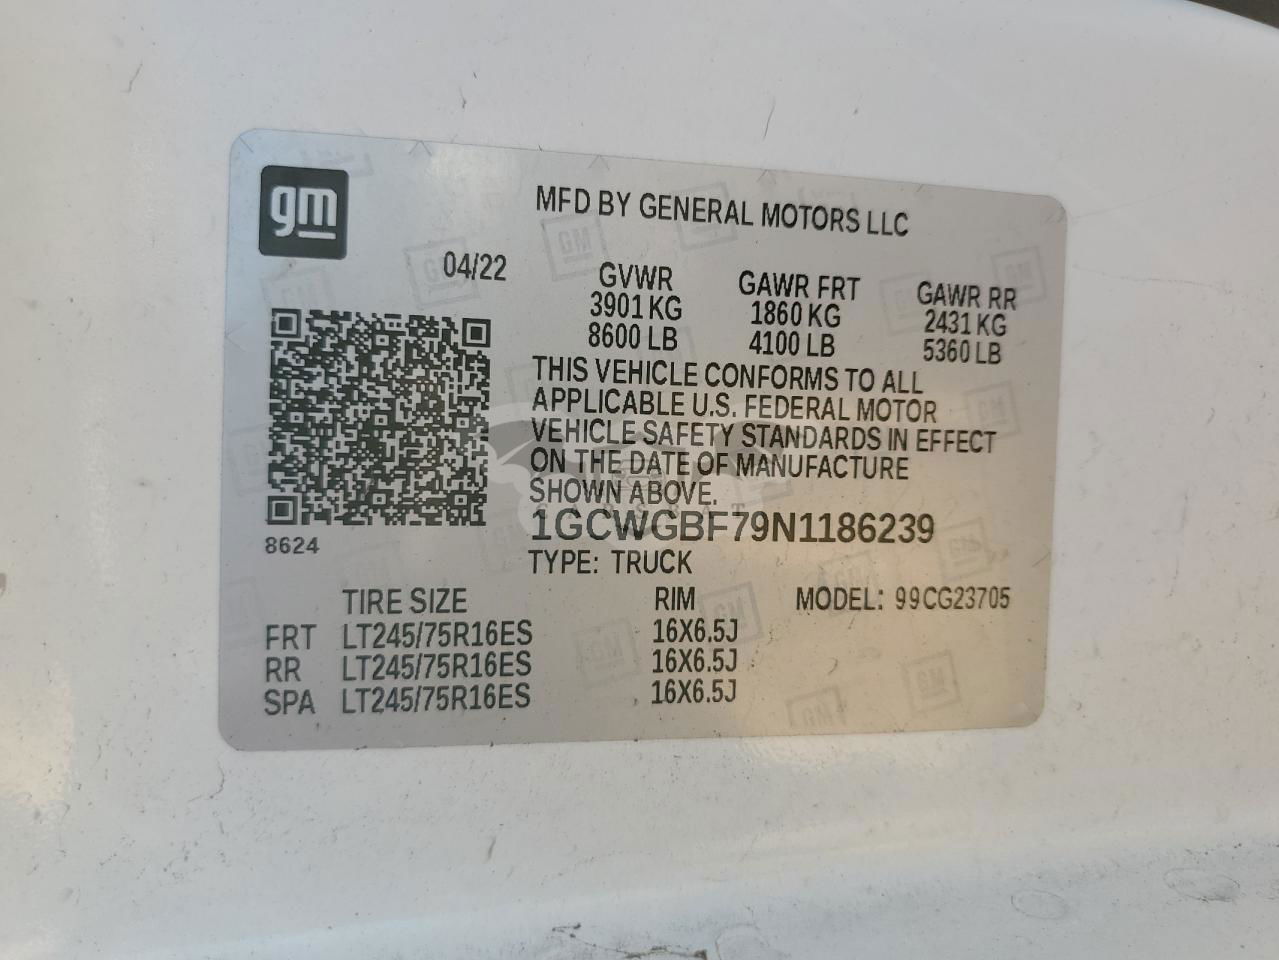 gm
MFD BY GENERAL MOTORS LLC
04/22
GVWR GAWR FRT GAWR RR
3901 KG 1860 KG 2431 KG
8600 LB 4100 LB 5360 LB
THIS VEHICLE CONFORMS TO ALL
APPLICABLE U.S. FEDERAL MOTOR
VEHICLE SAFETY STANDARDS IN EFFECT
ON THE DATE OF MANUFACTURE
SHOWN ABOVE.
1GCWGBF79N1186239
8624
TYPE: TRUCK
TIRE SIZE RIM MODEL: 99CG23705
FRT LT245/75R16ES 16X6.5J
RR LT245/75R16ES 16X6.5J
SPA LT245/75R16ES 16X6.5J